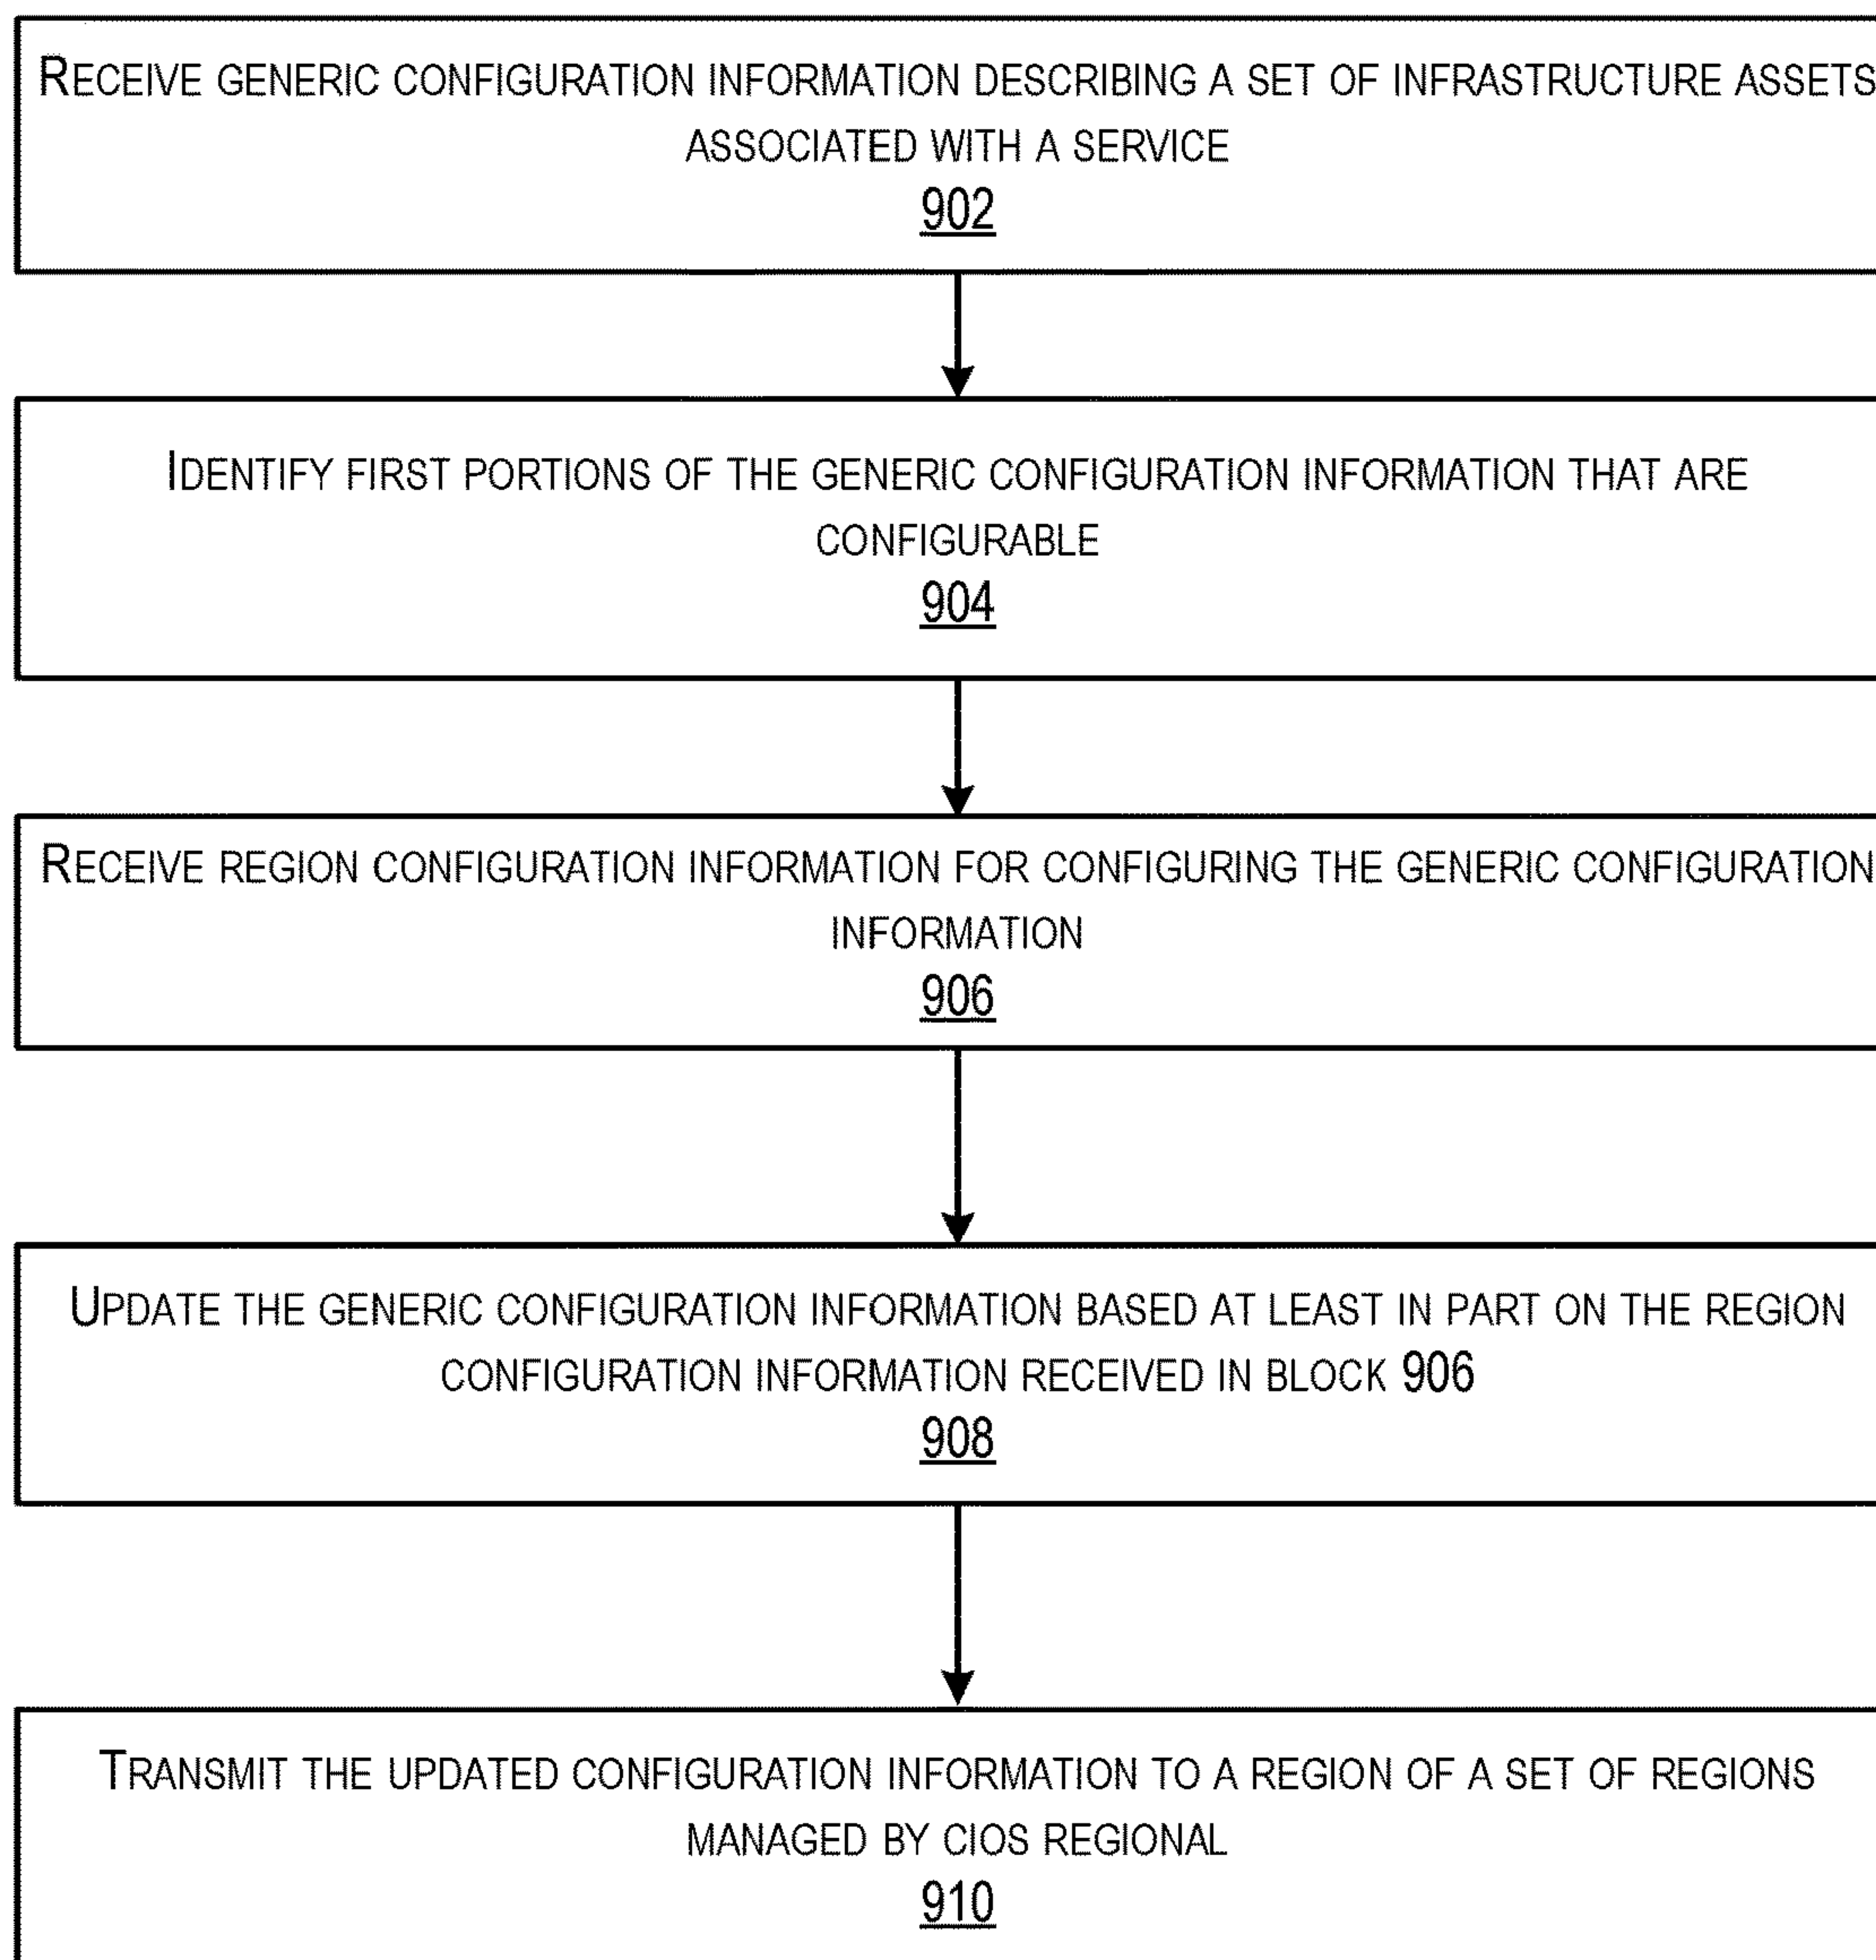 RECEIVE GENERIC CONFIGURATION INFORMATION DESCRIBING A SET OF INFRASTRUCTURE ASSETS
ASSOCIATED WITH A SERVICE
902
IDENTIFY FIRST PORTIONS OF THE GENERIC CONFIGURATION INFORMATION THAT ARE
CONFIGURABLE
904
RECEIVE REGION CONFIGURATION INFORMATION FOR CONFIGURING THE GENERIC CONFIGURATION
INFORMATION
906
UPDATE THE GENERIC CONFIGURATION INFORMATION BASED AT LEAST IN PART ON THE REGION
CONFIGURATION INFORMATION RECEIVED IN BLOCK 906
908
TRANSMIT THE UPDATED CONFIGURATION INFORMATION TO A REGION OF A SET OF REGIONS
MANAGED BY CIOS REGIONAL
910